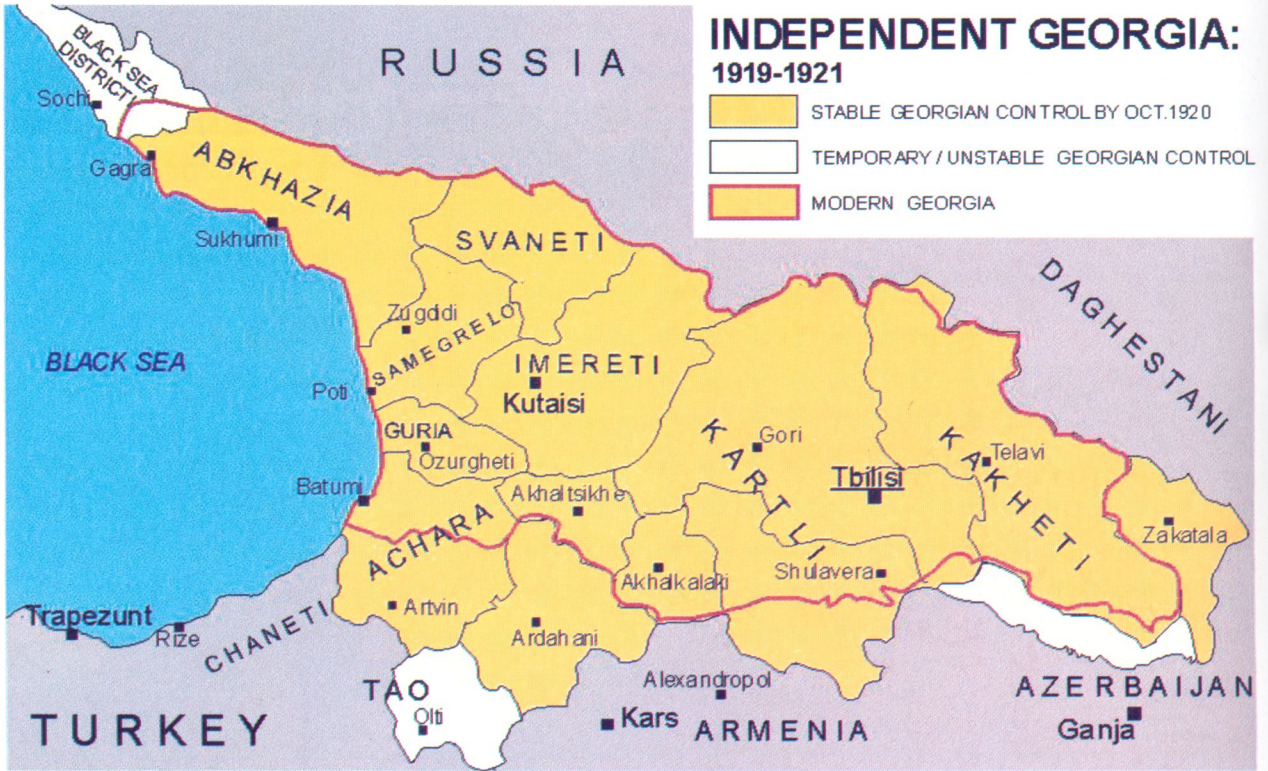 INDEPENDENT GEORGIA:
1919-1921
STABLE GEORGIAN CONTROL BY OCT.1920
TEMPORARY / UNSTABLE GEORGIAN CONTROL
MODERN GEORGIA
BLACK SEA
DISTRICTI
RUSSIA
Sochi
Gagra
ABKHAZIA
Sukhumi
SVANETI
DAGHESTANI
Zugdidi
SAMEGRELO
BLACK SEA
IMERETI
Poti
Kutaisi
GURIA
Ozurgheti
KARTLI
Gori
KAKHETI
Telavi
Tbilisi
Batumi
Akhaltsikhe
ACHARA
Zakatala
Akhalkalaki
Shulavera
Trapezunt
Rize
CHANETI
Artvin
Ardahani
TAO
Olti
Alexandropol
Kars
ARMENIA
AZERBAIJAN
Ganja
TURKEY